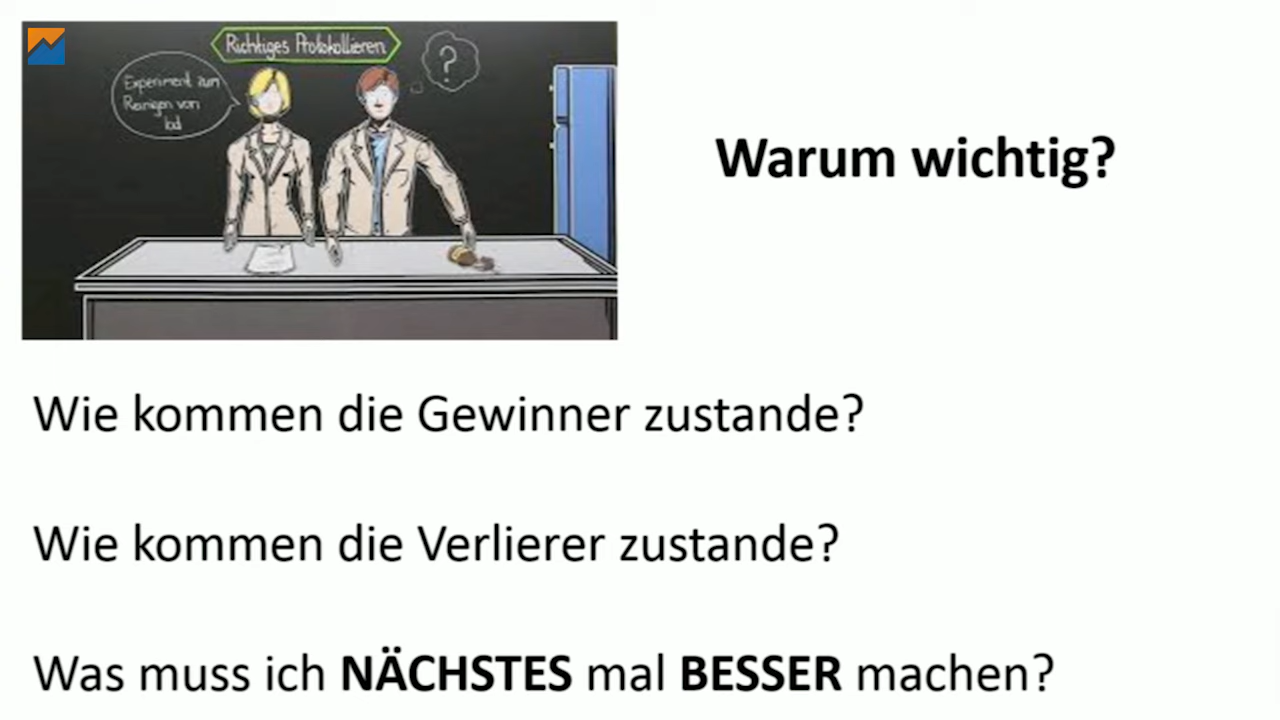 Richtiges Protokollieren
?
Experiment zum
Reinigen von
Iod
Warum wichtig?
Wie kommen die Gewinner zustande?
Wie kommen die Verlierer zustande?
Was muss ich NÄCHSTES mal BESSER machen?